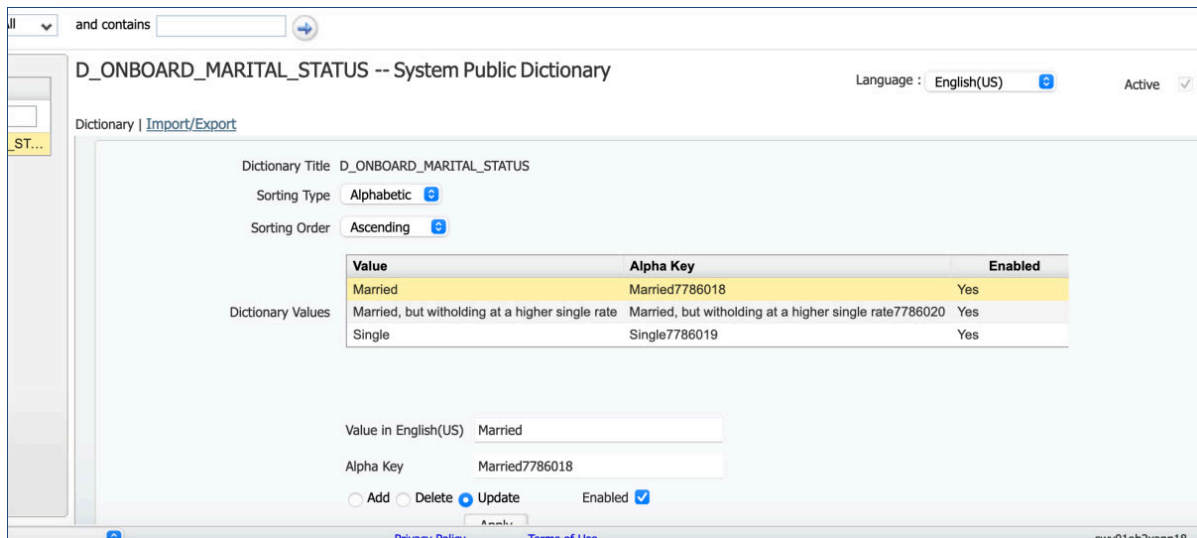 and contains
D_ONBOARD_MARITAL_STATUS -- System Public Dictionary
Language : English(US) Active
Dictionary | Import/Export
_ST...
Dictionary Title D_ONBOARD_MARITAL_STATUS
Sorting Type Alphabetic
Sorting Order Ascending
Value Alpha Key Enabled
Married Married7786018 Yes
Dictionary Values Married, but witholding at a higher single rate Married, but witholding at a higher single rate7786020 Yes
Single Single7786019 Yes
Value in English(US) Married
Alpha Key Married7786018
Add Delete Update Enabled
Apply
Privacy Policy Terms of Use